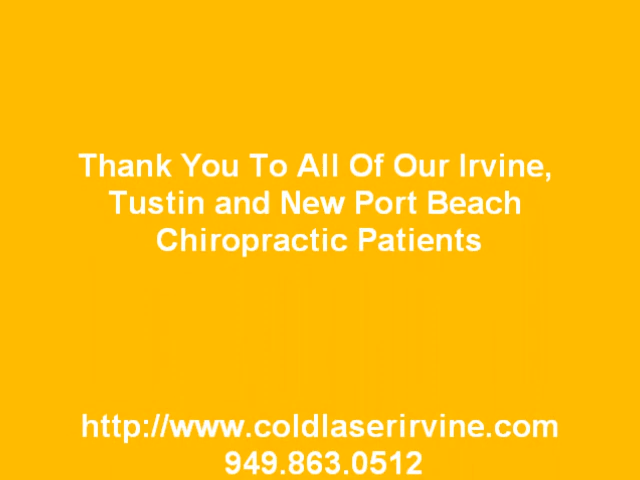 Thank You To All Of Our Irvine,
Tustin and New Port Beach
Chiropractic Patients
http://www.coldlaserirvine.com
949.863.0512